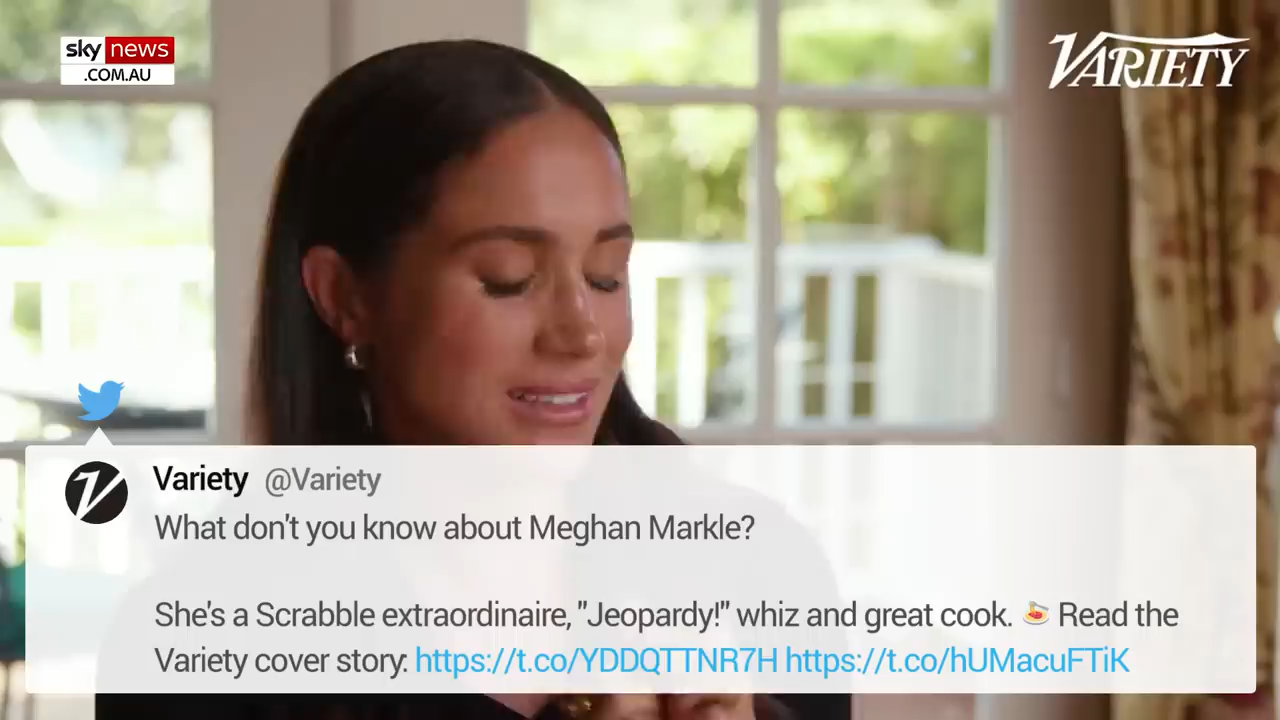 sky news
.COM.AU
VARIETY
Variety @Variety
What don't you know about Meghan Markle?
She's a Scrabble extraordinaire, "Jeopardy!" whiz and great cook. 🍝 Read the
Variety cover story: https://t.co/YDDQTTNR7H https://t.co/hUMacuFTiK